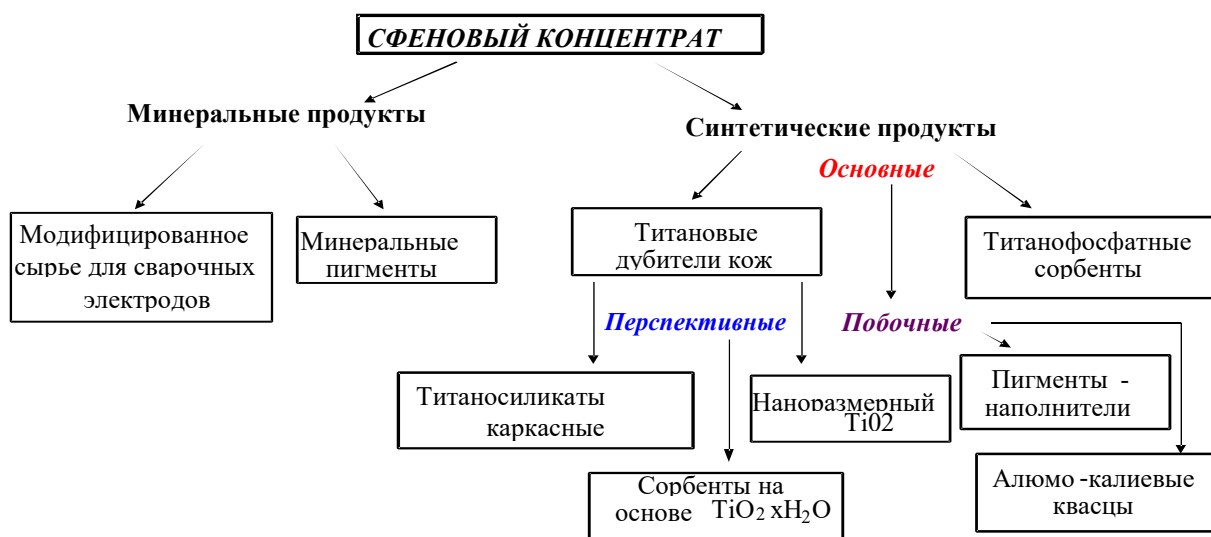 СФЕНОВЫЙ КОНЦЕНТРАТ
Минеральные продукты
Синтетические продукты
Основные
Модифицированное
сырье для сварочных
электродов
Минеральные
пигменты
Титановые
дубители кож
Титанофосфатные
сорбенты
Перспективные
Побочные
Титаносиликаты
каркасные
Наноразмерный
Ti02
Пигменты -
наполнители
Сорбенты на
основе TiO₂ xH₂O
Алюмо -калиевые
квасцы